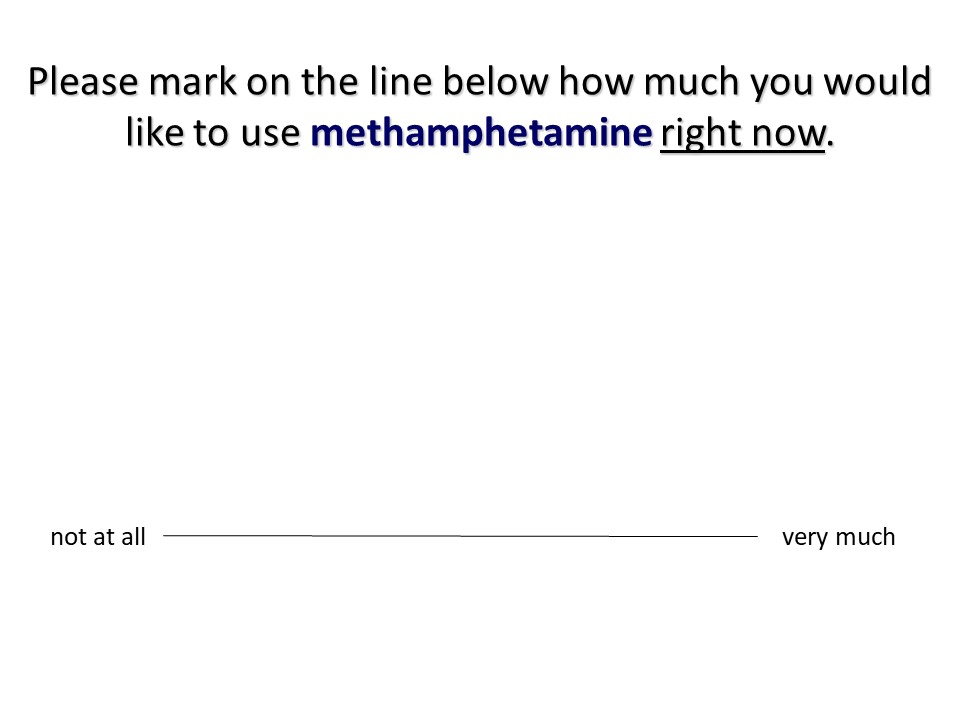 Please mark on the line below how much you would
like to use methamphetamine right now.
not at all very much